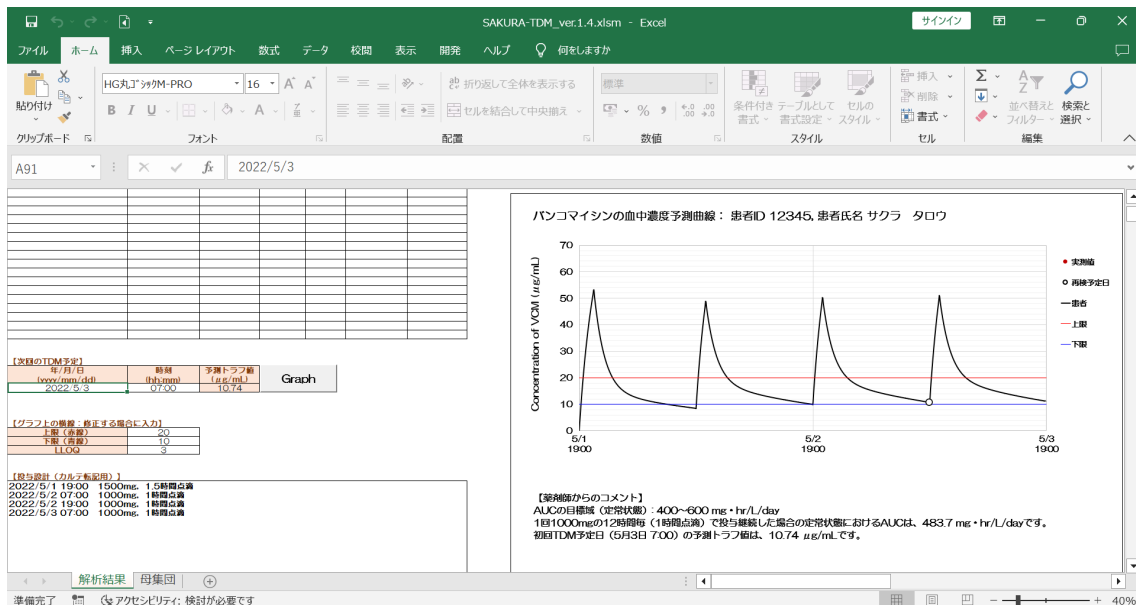 SAKURA-TDM_ver.1.4.xlsm - Excel
サインイン
ファイル ホーム 挿入 ページ レイアウト 数式 データ 校閲 表示 開発 ヘルプ 何をしますか
貼り付け
HG丸ゴシックM-PRO 16
B I U
折り返して全体を表示する
セルを結合して中央揃え
標準
条件付き書式 テーブルとして書式設定 セルのスタイル
挿入
削除
書式
並べ替えとフィルター 検索と選択
クリップボード フォント 配置 数値 スタイル セル 編集
A91 fx 2022/5/3
バンコマイシンの血中濃度予測曲線: 患者ID 12345, 患者氏名 サクラ タロウ
Concentration of VCM (μg/mL)
70
60
50
40
30
20
10
0
5/1 19:00
5/2 19:00
5/3 19:00
実測値
再検予定日
患者
上限
下限
【次回のTDM予定】
年/月/日 (yyyy/mm/dd) 時刻 (hh:mm) 予測トラフ値 (μg/mL)
2022/5/3 07:00 10.74
Graph
【グラフ上の横線:修正する場合に入力】
上限(赤線) 20
下限(青線) 10
LLOQ 3
【投与設計(カルテ転記用)】
2022/5/1 19:00 1500mg, 1.5時間点滴
2022/5/2 07:00 1000mg, 1時間点滴
2022/5/2 19:00 1000mg, 1時間点滴
2022/5/3 07:00 1000mg, 1時間点滴
【薬剤師からのコメント】
AUCの目標域(定常状態):400~600 mg・hr/L/day
1回1000mgの12時間毎(1時間点滴)で投与継続した場合の定常状態におけるAUCは、483.7 mg・hr/L/dayです。
初回TDM予定日(5月3日 7:00)の予測トラフ値は、10.74 μg/mLです。
解析結果 母集団
準備完了 アクセシビリティ: 検討が必要です 40%